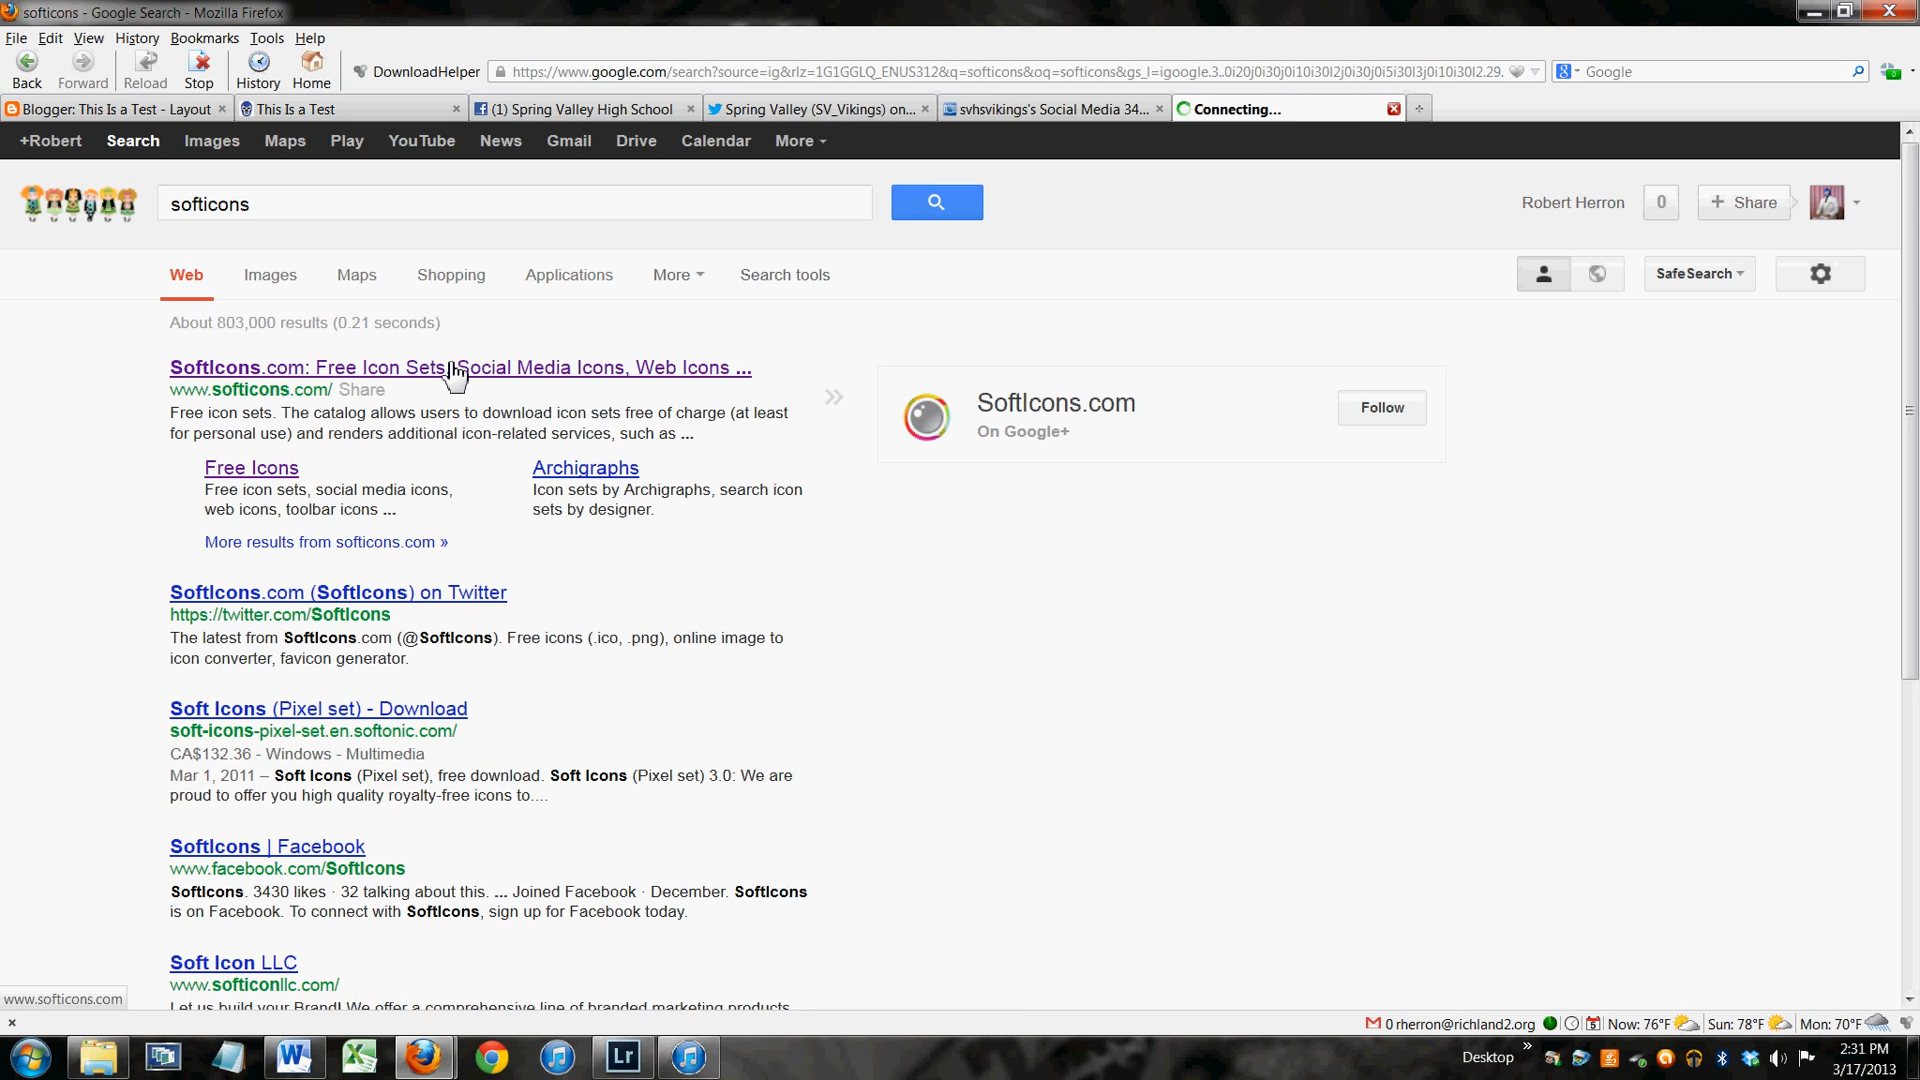 softicons - Google Search - Mozilla Firefox
File Edit View History Bookmarks Tools Help
Back Forward Reload Stop History Home DownloadHelper https://www.google.com/search?source=ig&rlz=1G1GGLQ_ENUS312&q=softicons&oq=softicons&gs_l=igoogle.3..0i20j0i30j0i10i30l2j0i30j0i5i30l3j0i10i30l2.29. Google
Blogger: This Is a Test - Layout This Is a Test (1) Spring Valley High School Spring Valley (SV_Vikings) on... svhsvikings's Social Media 34... Connecting...
+Robert Search Images Maps Play YouTube News Gmail Drive Calendar More
softicons Robert Herron 0 + Share
Web Images Maps Shopping Applications More Search tools SafeSearch
About 803,000 results (0.21 seconds)
SoftIcons.com: Free Icon Sets, Social Media Icons, Web Icons ...
www.softicons.com/ Share
Free icon sets. The catalog allows users to download icon sets free of charge (at least
for personal use) and renders additional icon-related services, such as ...
SoftIcons.com
On Google+
Follow
Free Icons
Free icon sets, social media icons,
web icons, toolbar icons ...
Archigraphs
Icon sets by Archigraphs, search icon
sets by designer.
More results from softicons.com »
SoftIcons.com (SoftIcons) on Twitter
https://twitter.com/SoftIcons
The latest from SoftIcons.com (@SoftIcons). Free icons (.ico, .png), online image to
icon converter, favicon generator.
Soft Icons (Pixel set) - Download
soft-icons-pixel-set.en.softonic.com/
CA$132.36 - Windows - Multimedia
Mar 1, 2011 – Soft Icons (Pixel set), free download. Soft Icons (Pixel set) 3.0: We are
proud to offer you high quality royalty-free icons to....
SoftIcons | Facebook
www.facebook.com/SoftIcons
SoftIcons. 3430 likes · 32 talking about this. ... Joined Facebook · December. SoftIcons
is on Facebook. To connect with SoftIcons, sign up for Facebook today.
Soft Icon LLC
www.softiconllc.com/
Let us build your Brand! We offer a comprehensive line of branded marketing products
www.softicons.com
0 rherron@richland2.org Now: 76°F Sun: 78°F Mon: 70°F
Lr Desktop » 2:31 PM
3/17/2013